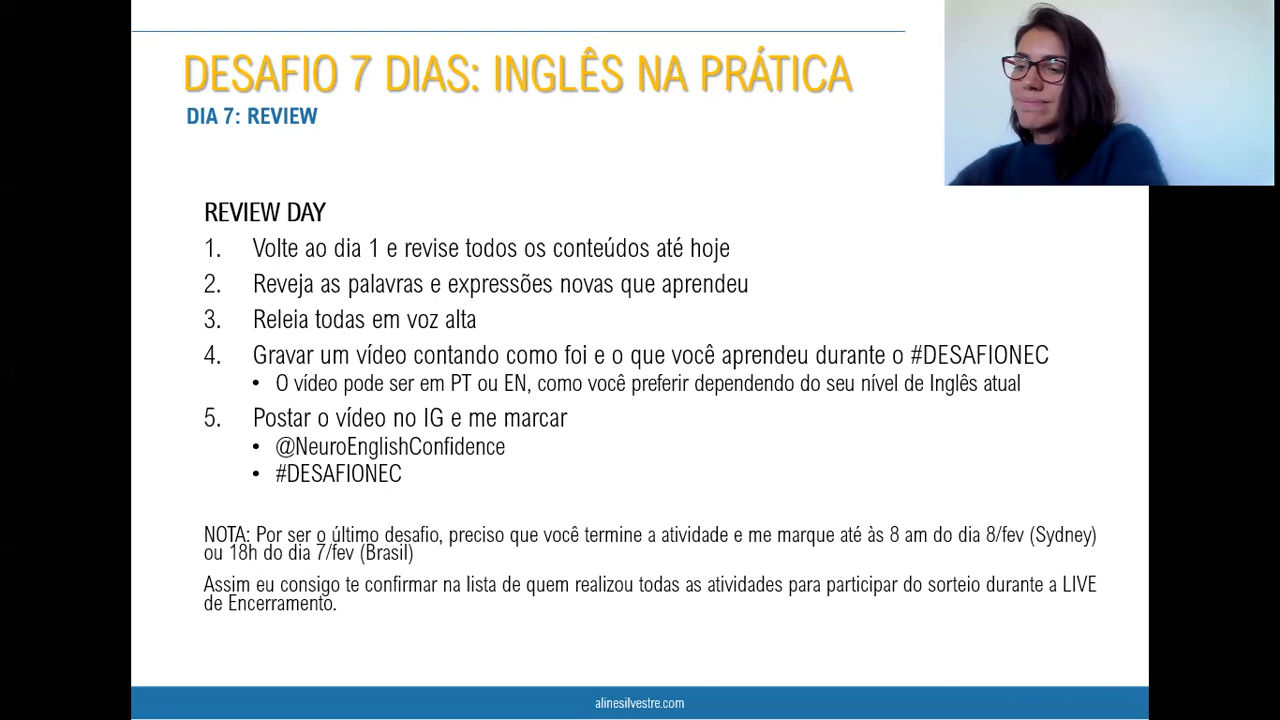 DESAFIO 7 DIAS: INGLÊS NA PRÁTICA
DIA 7: REVIEW
REVIEW DAY
1. Volte ao dia 1 e revise todos os conteúdos até hoje
2. Reveja as palavras e expressões novas que aprendeu
3. Releia todas em voz alta
4. Gravar um vídeo contando como foi e o que você aprendeu durante o #DESAFIONEC
• O vídeo pode ser em PT ou EN, como você preferir dependendo do seu nível de Inglês atual
5. Postar o vídeo no IG e me marcar
• @NeuroEnglishConfidence
• #DESAFIONEC
NOTA: Por ser o último desafio, preciso que você termine a atividade e me marque até às 8 am do dia 8/fev (Sydney)
ou 18h do dia 7/fev (Brasil)
Assim eu consigo te confirmar na lista de quem realizou todas as atividades para participar do sorteio durante a LIVE
de Encerramento.
alinesilvestre.com